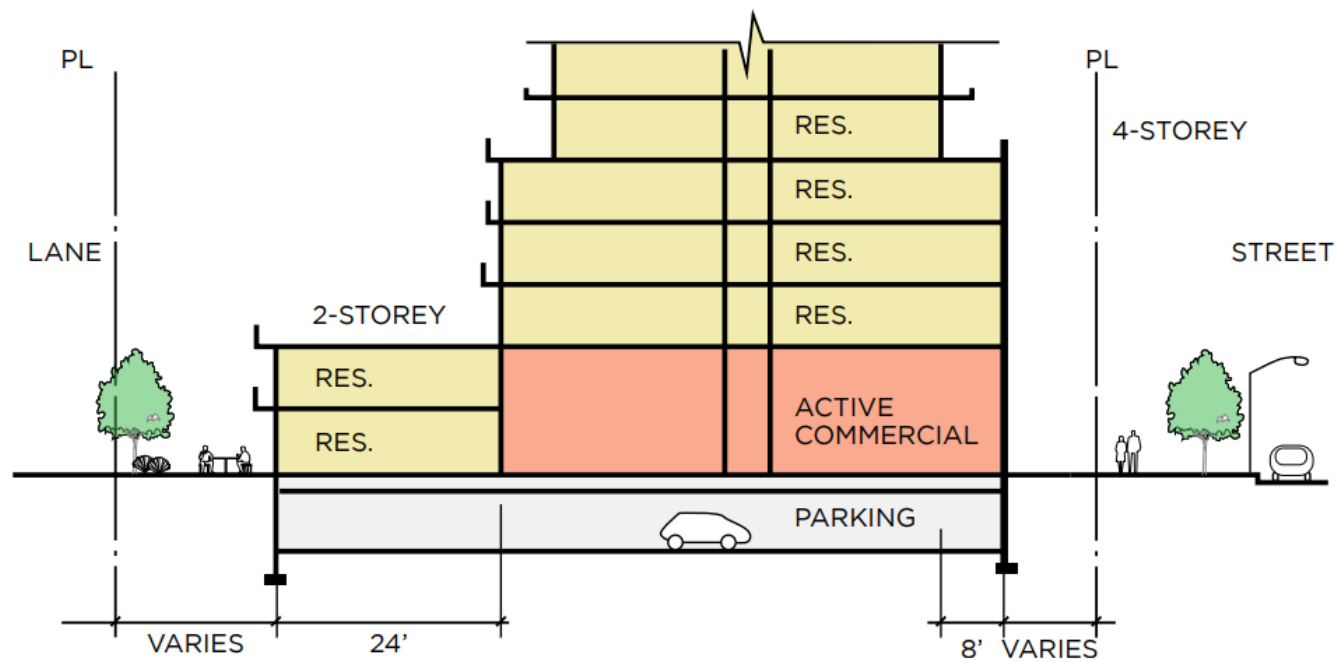 PL
PL
RES.
4-STOREY
RES.
LANE
RES.
STREET
2-STOREY
RES.
RES.
ACTIVE
COMMERCIAL
RES.
PARKING
VARIES
24’
8’
VARIES